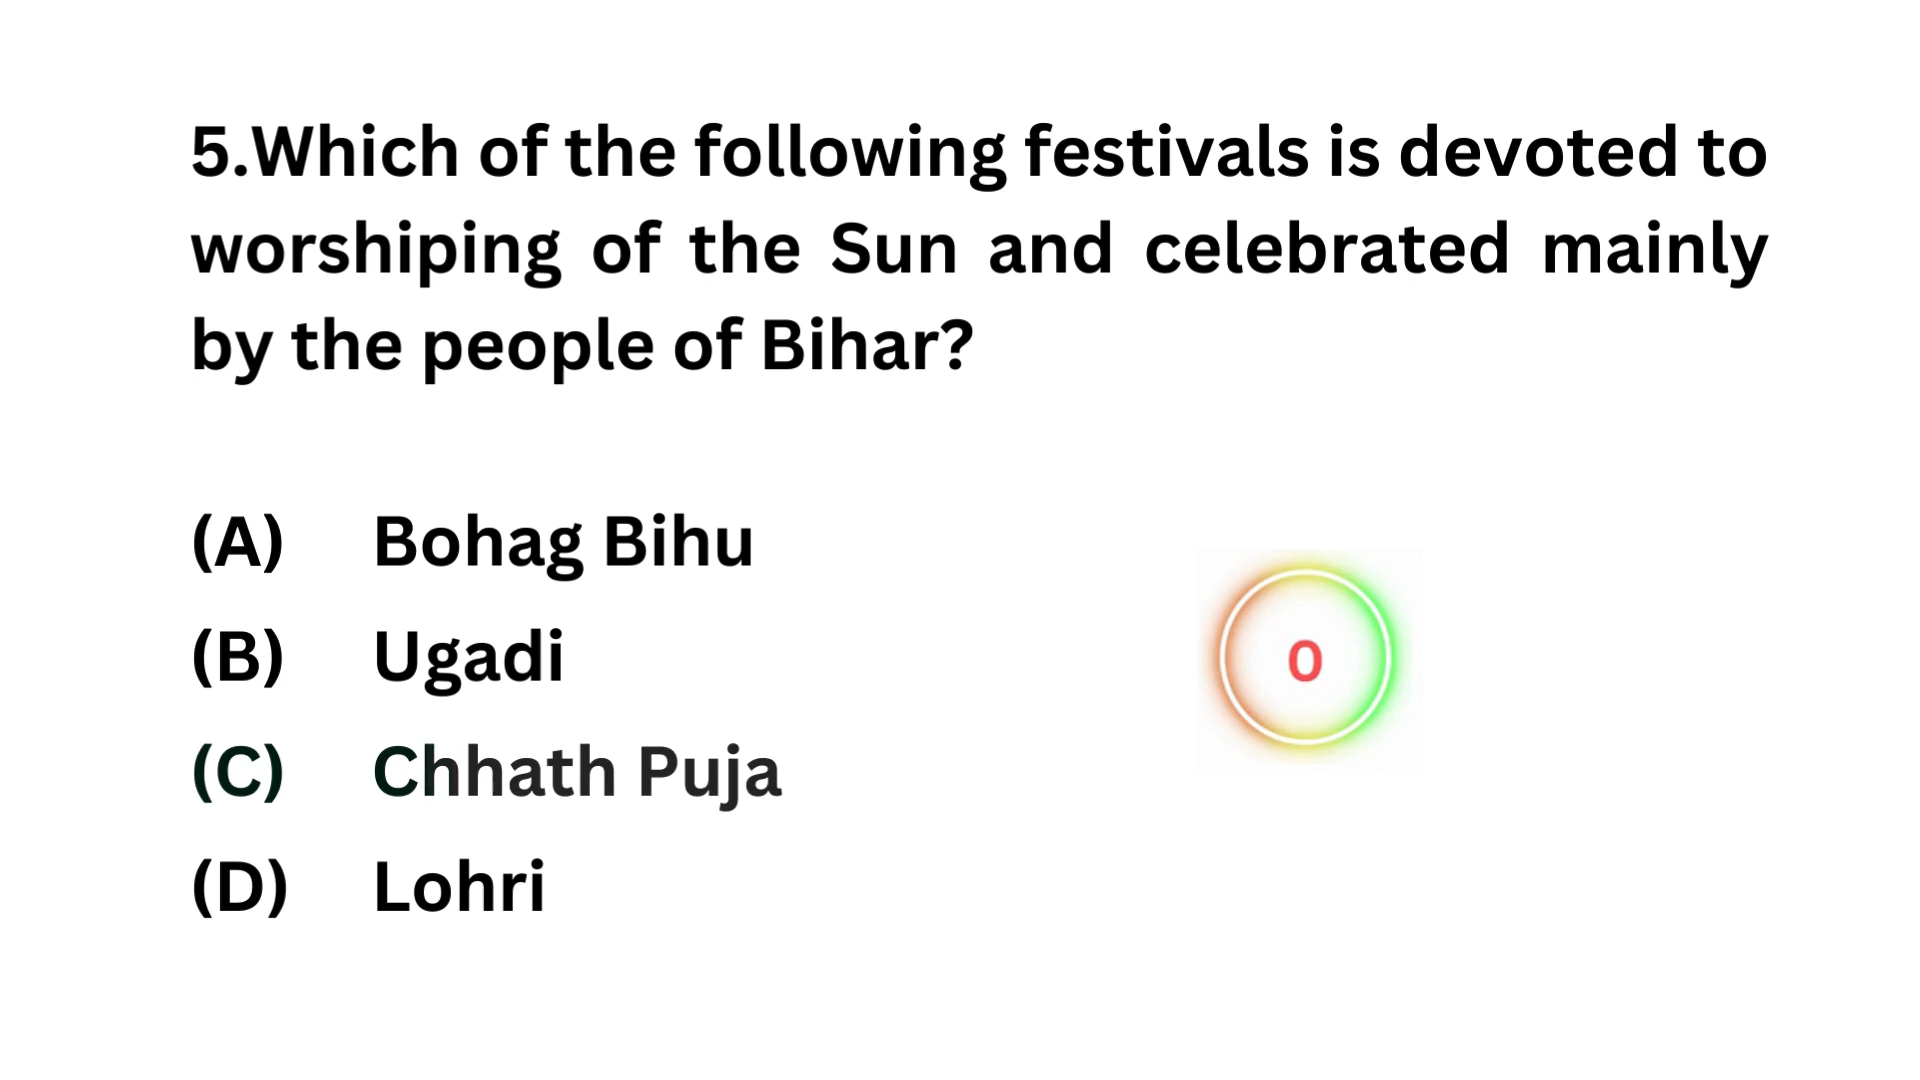 5.Which of the following festivals is devoted to
worshiping of the Sun and celebrated mainly
by the people of Bihar?
(A) Bohag Bihu
(B) Ugadi
0
(C) Chhath Puja
(D) Lohri